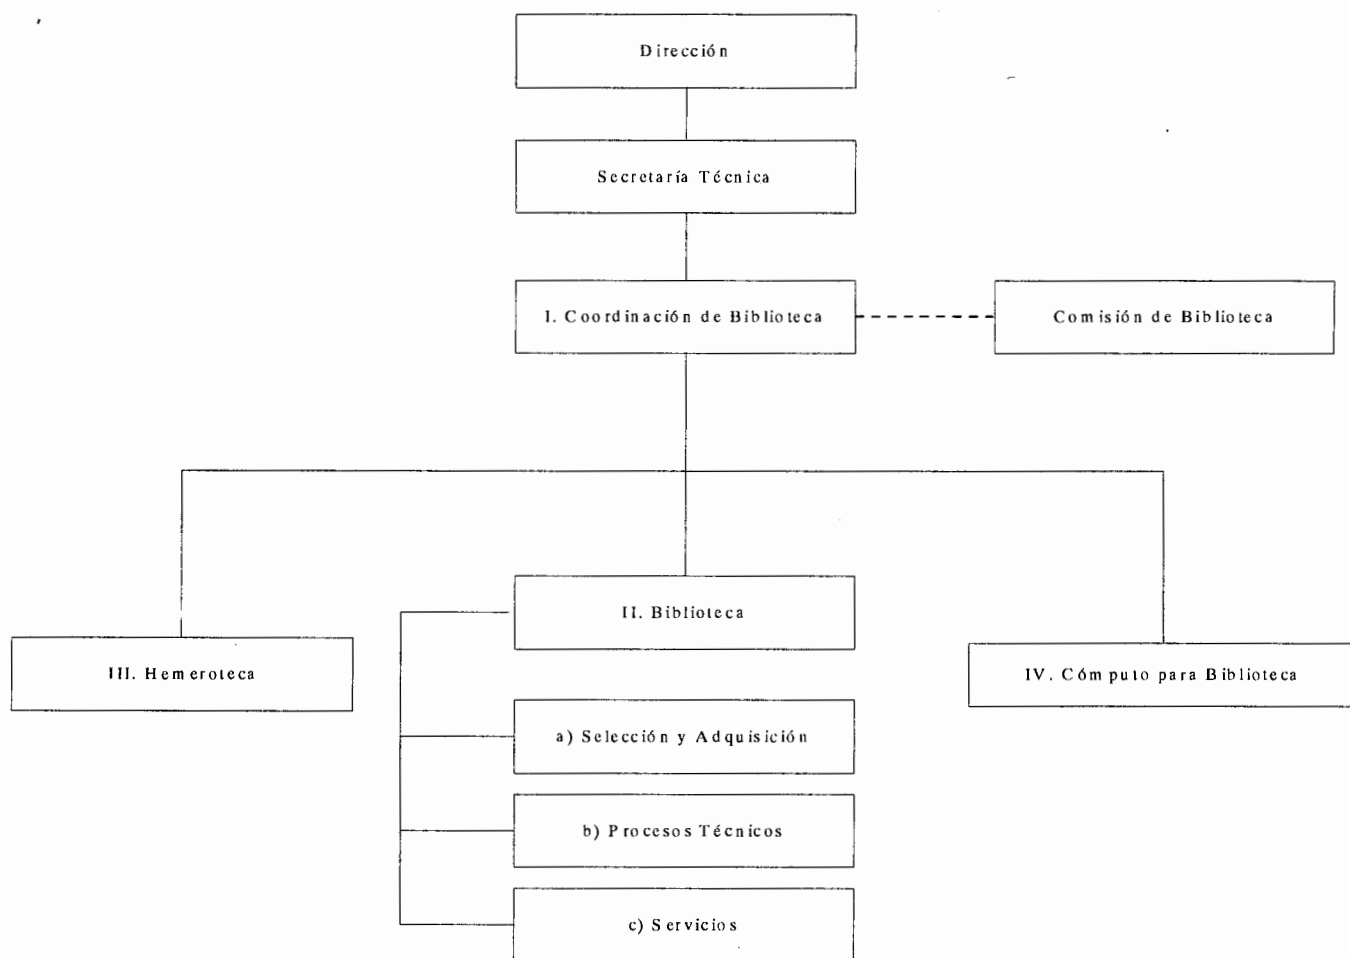 Dirección
Secretaría Técnica
I. Coordinación de Biblioteca
Comisión de Biblioteca
II. Biblioteca
III. Hemeroteca
IV. Cómputo para Biblioteca
a) Selección y Adquisición
b) Procesos Técnicos
c) Servicios